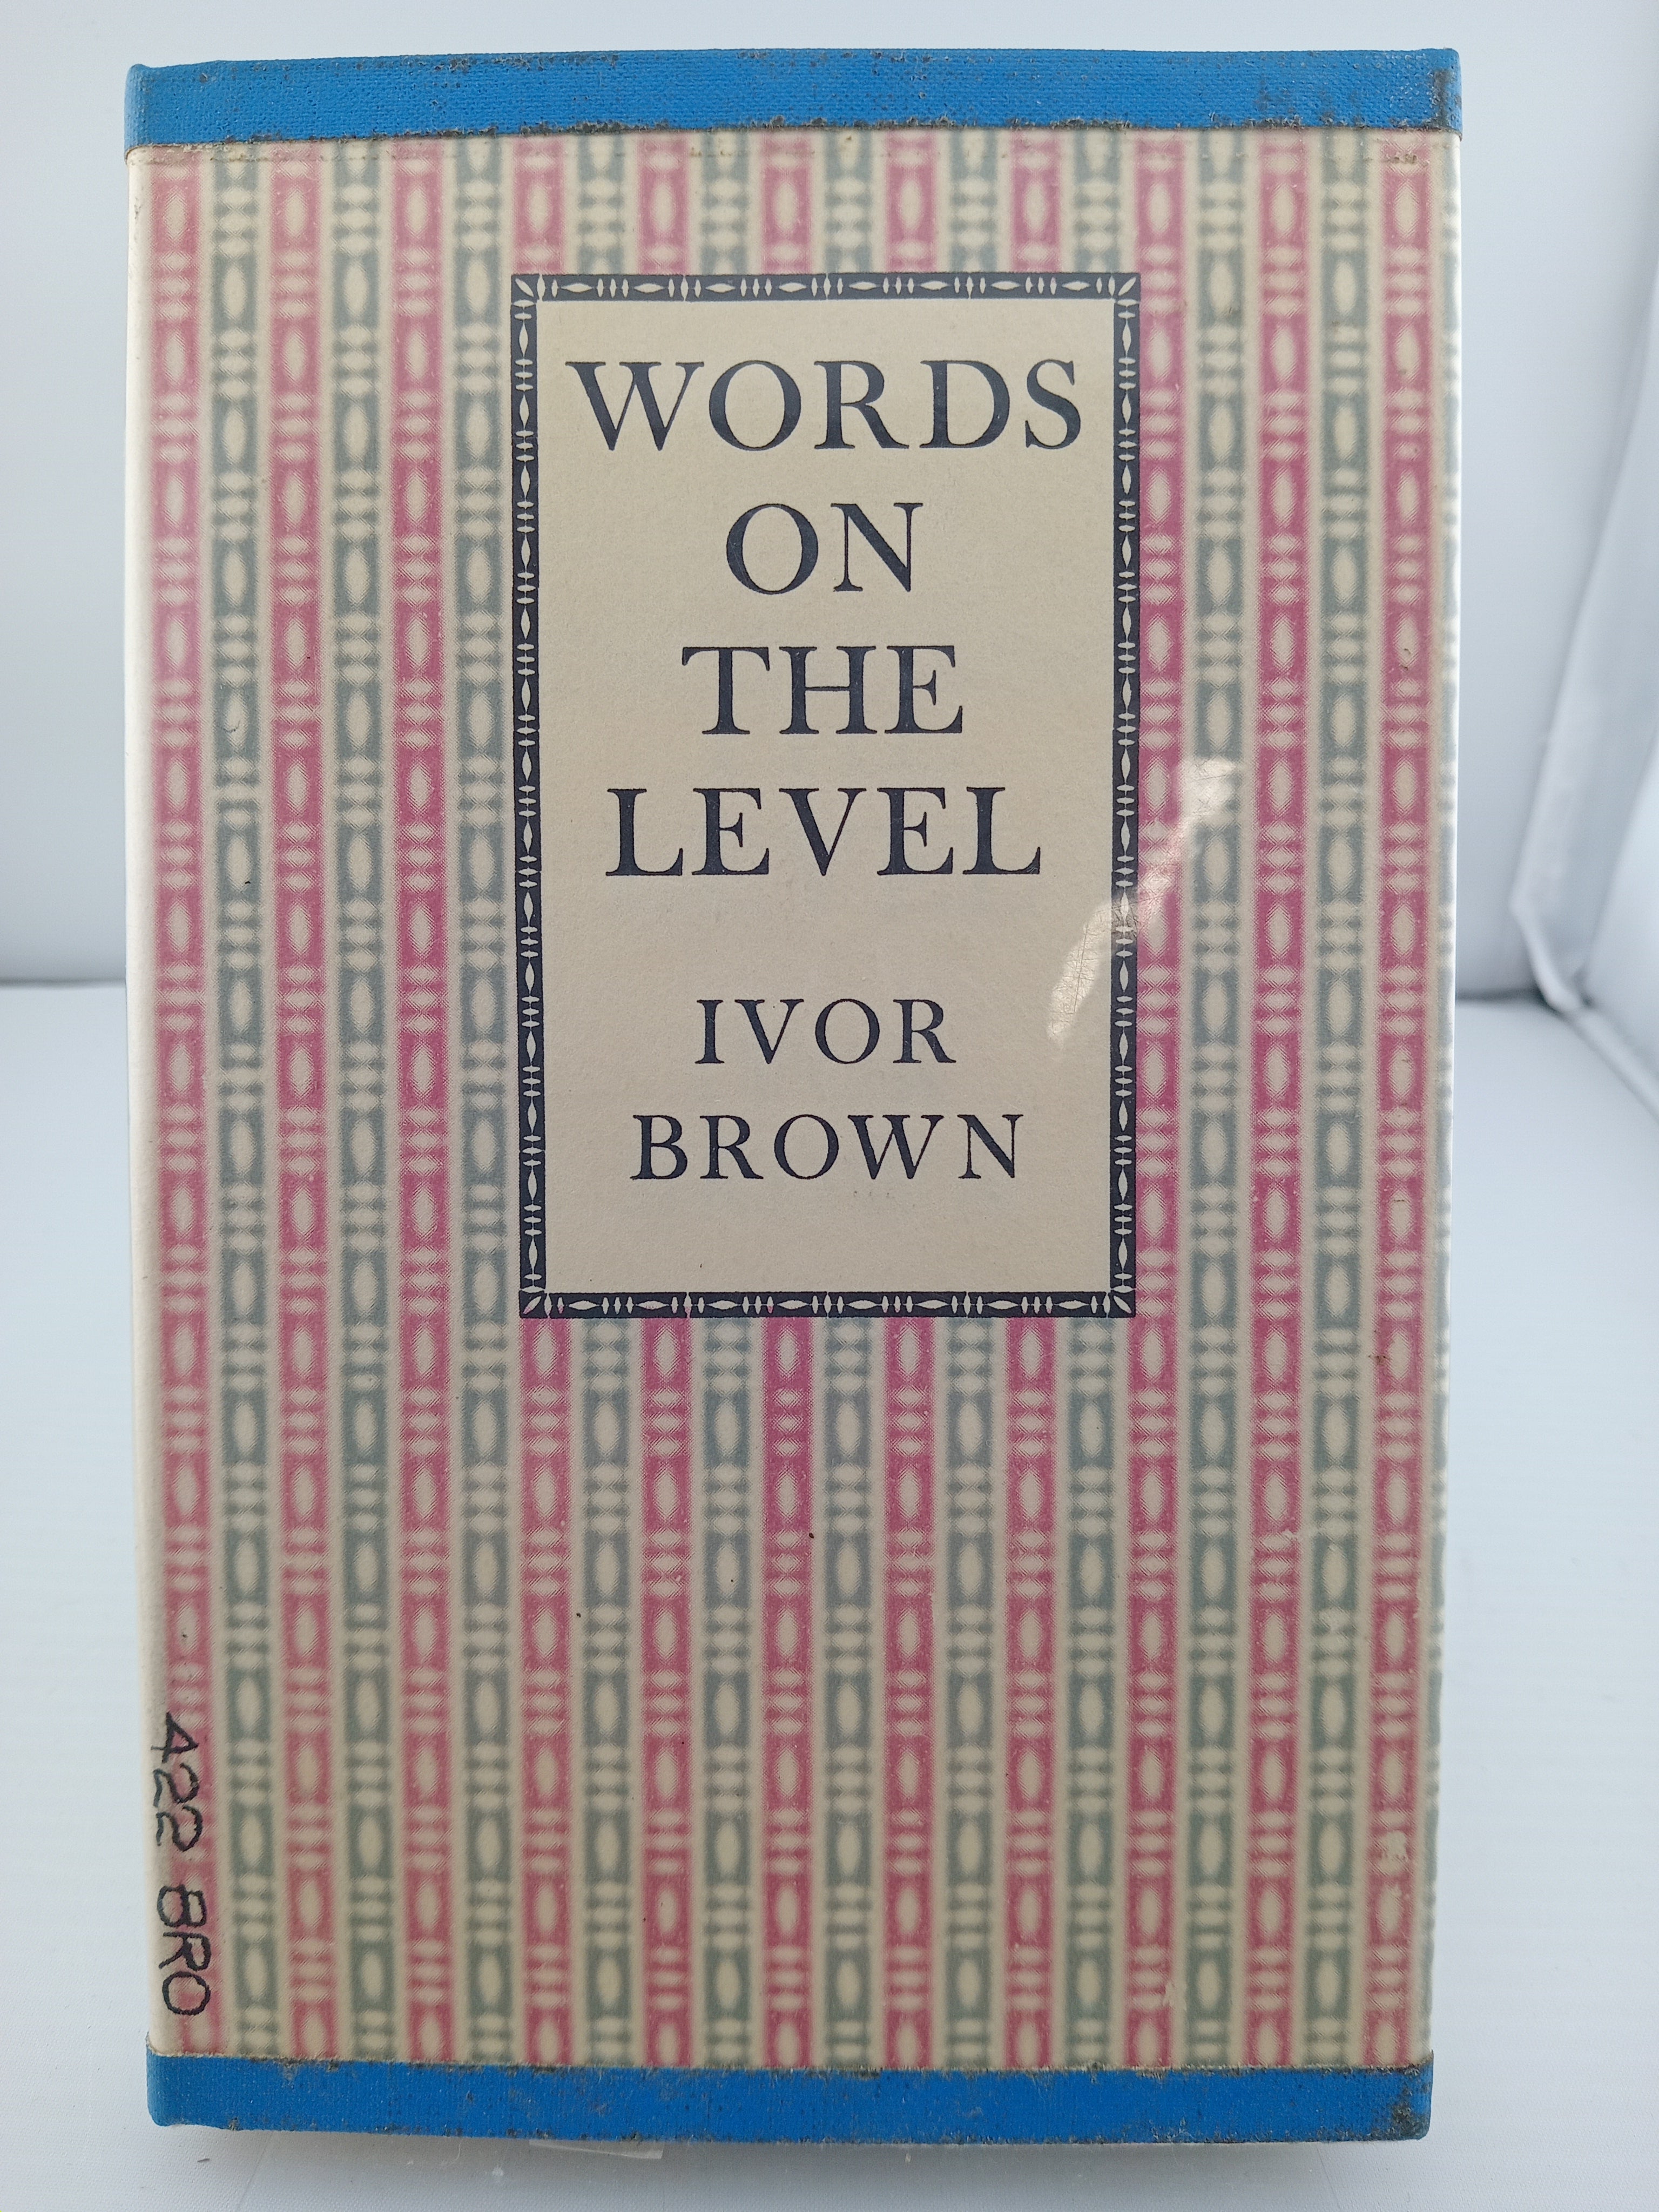 WORDS
ON
THE
LEVEL
IVOR
BROWN
422 BRO